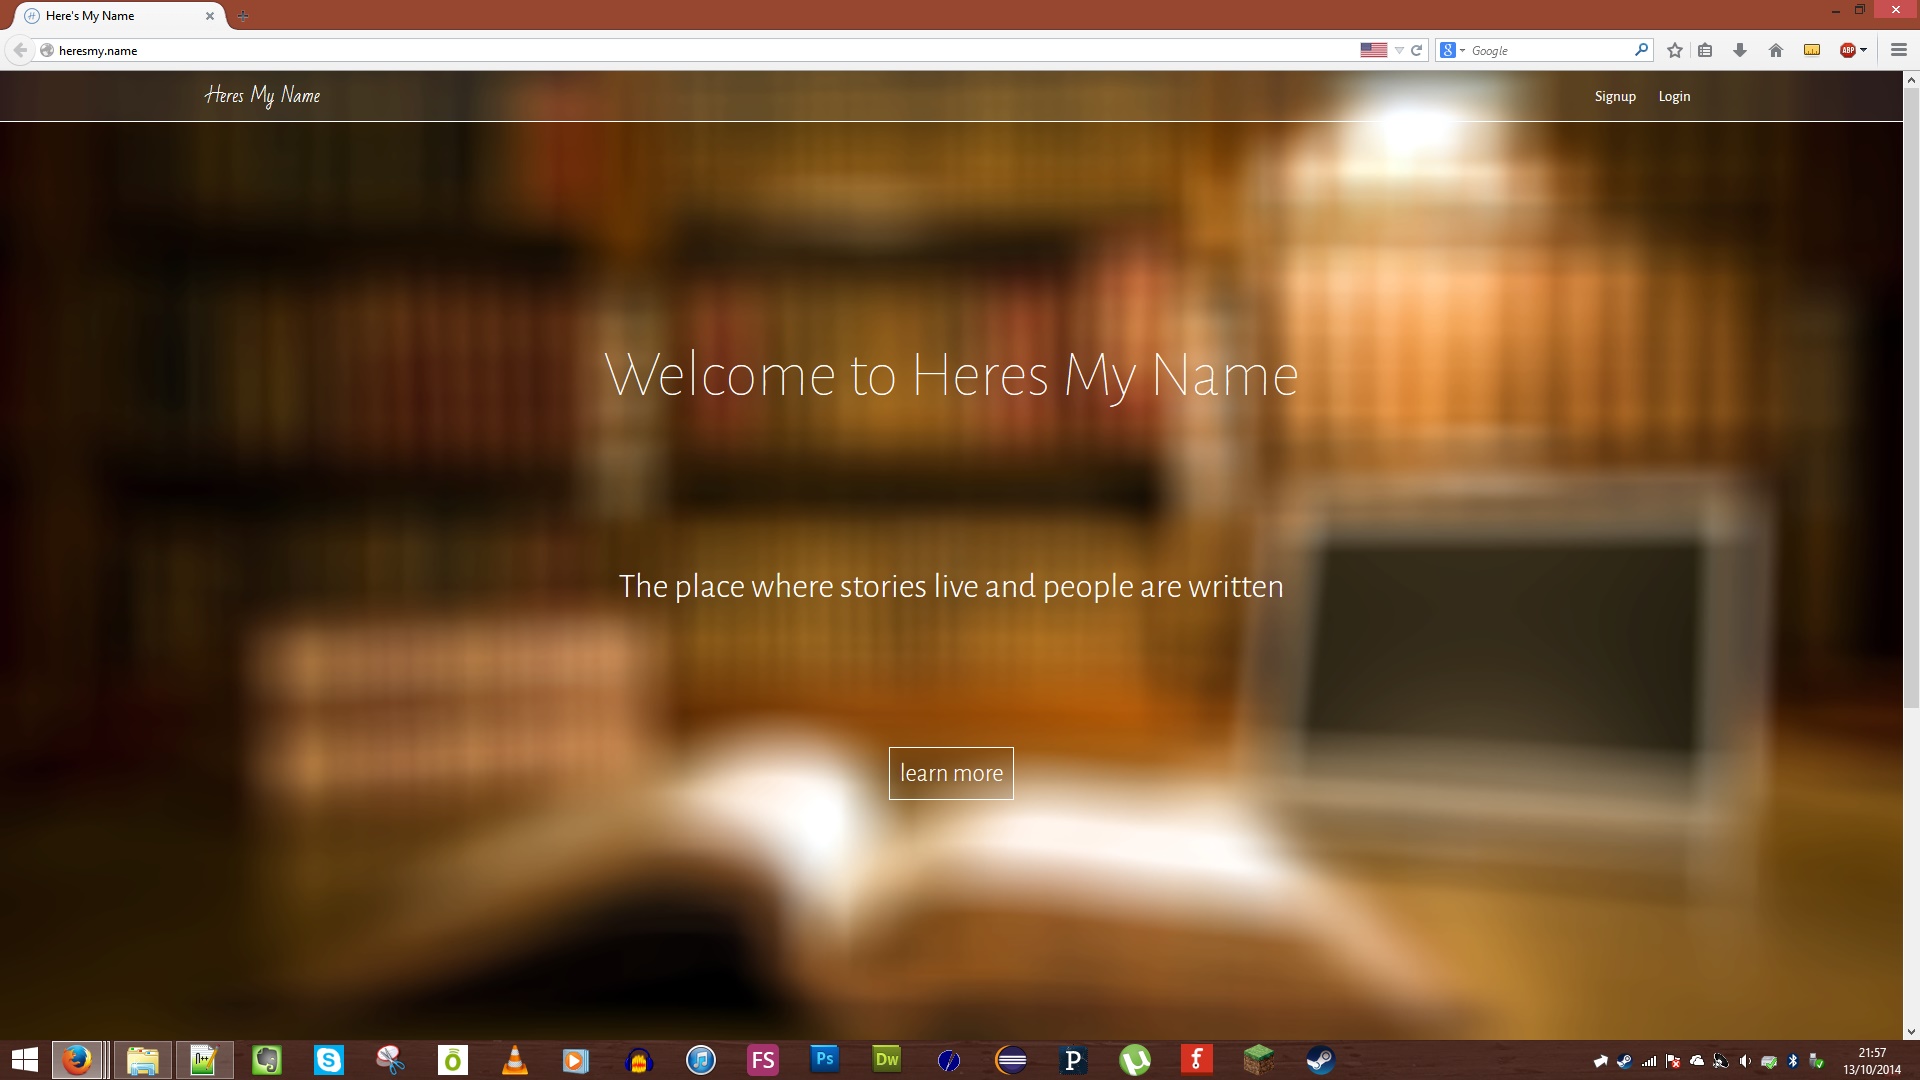 Here's My Name
heresmy.name
Google
ABP
Heres My Name
Signup Login
Welcome to Heres My Name
The place where stories live and people are written
learn more
FS Ps Dw P
21:57
13/10/2014